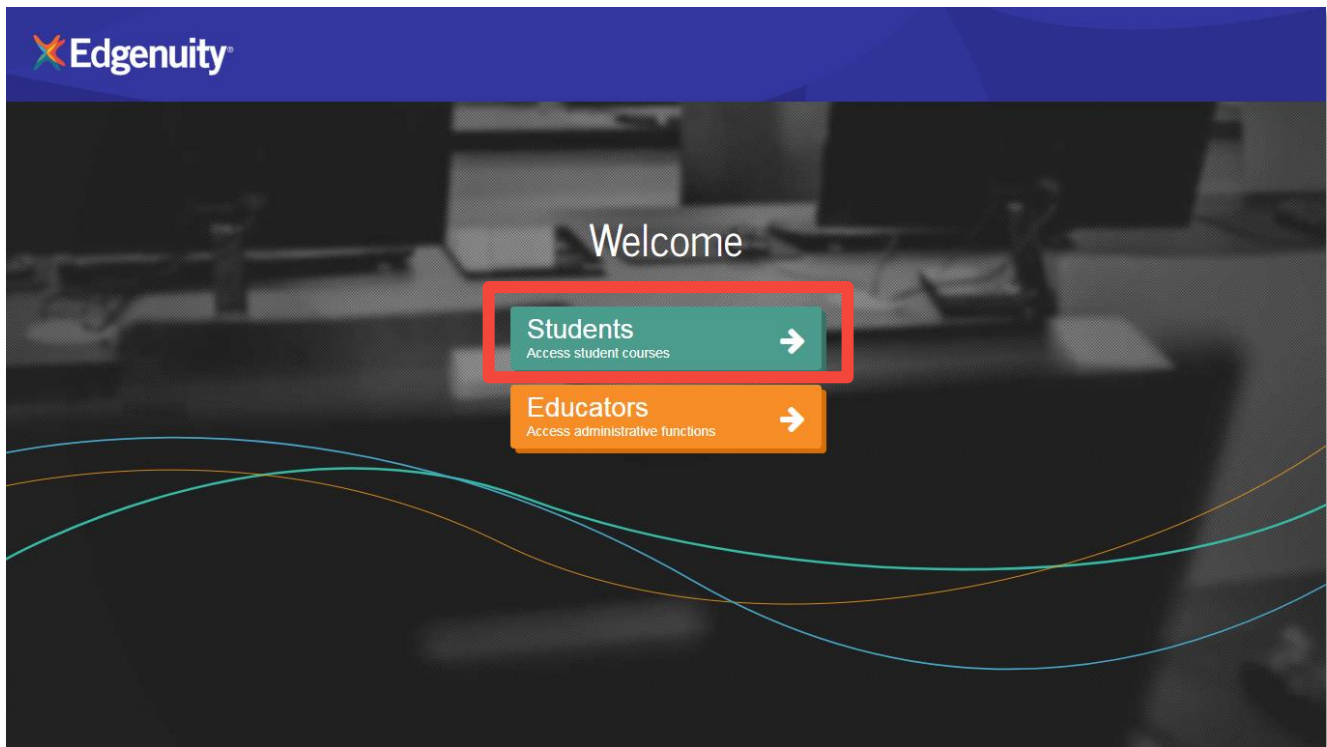 Edgenuity®
Welcome
Students
Access student courses
Educators
Access administrative functions